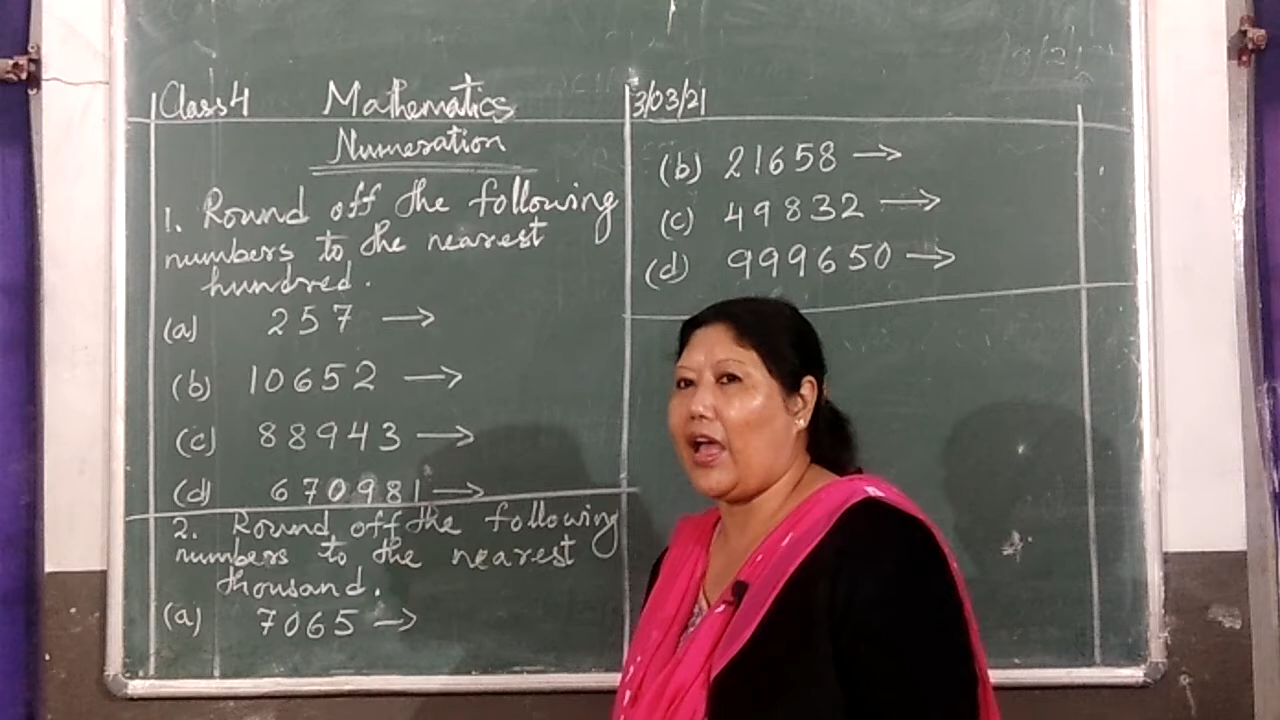 Class 4 Mathematics 3/03/21
Numeration
1. Round off the following
numbers to the nearest
hundred.
(a) 257 →
(b) 10652 →
(c) 88943 →
(d) 670981 →
2. Round off the following
numbers to the nearest
thousand.
(a) 7065 →
(b) 21658 →
(c) 49832 →
(d) 999650 →